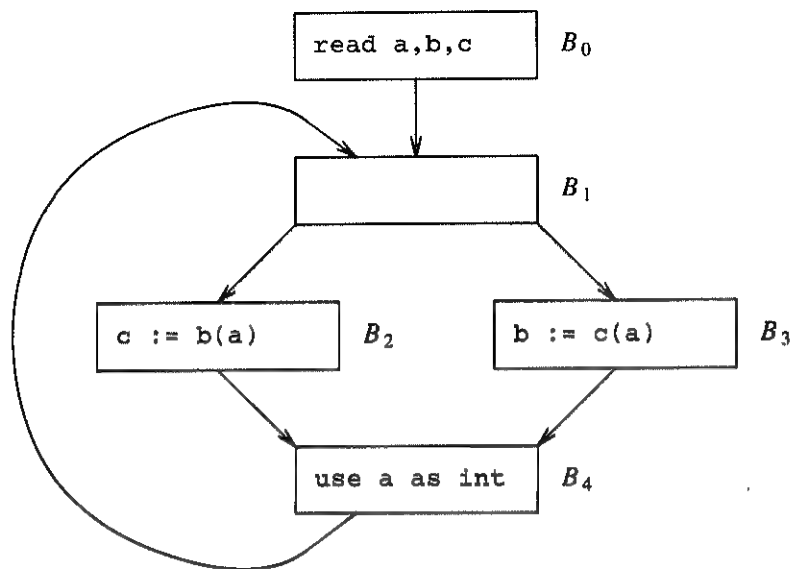 read a,b,c B₀
B₁
c := b(a) B₂
b := c(a) B₃
use a as int B₄